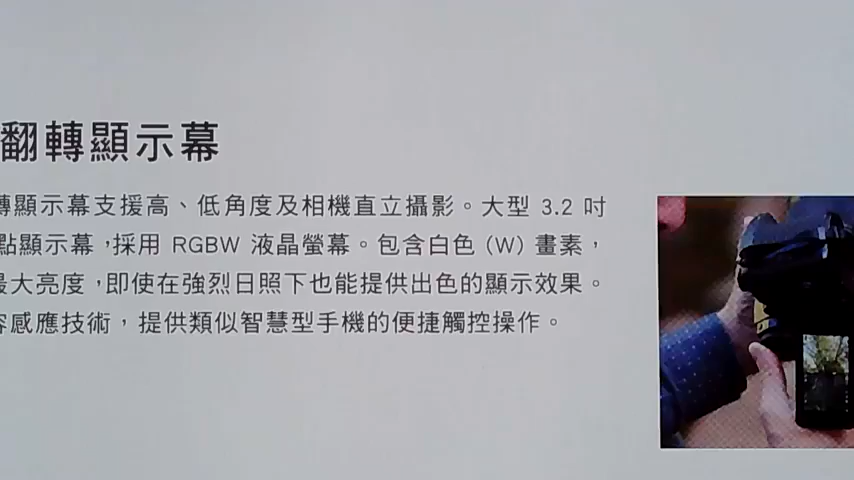 翻轉顯示幕
轉顯示幕支援高、低角度及相機直立攝影。大型 3.2 吋
點顯示幕，採用 RGBW 液晶螢幕。包含白色 (W) 畫素，
最大亮度，即使在強烈日照下也能提供出色的顯示效果。
容感應技術，提供類似智慧型手機的便捷觸控操作。